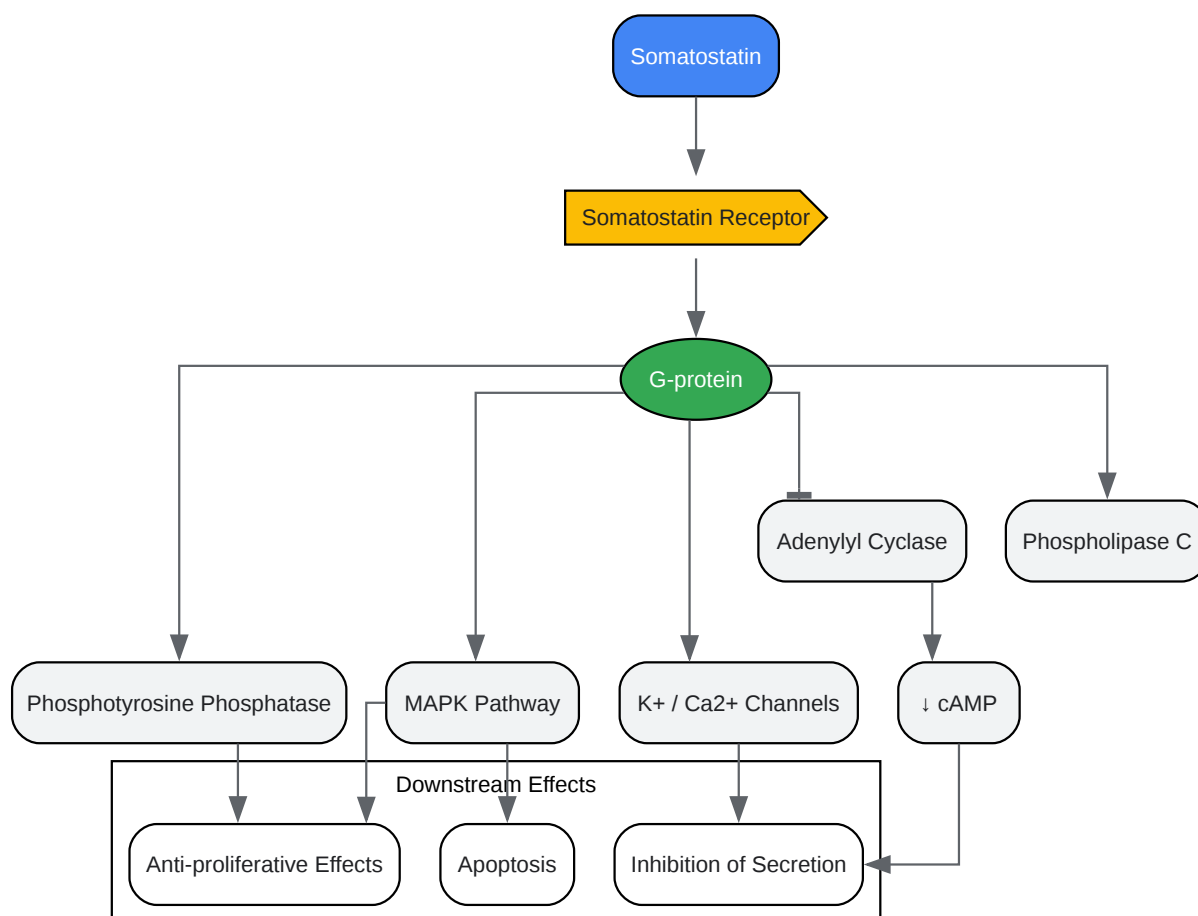 Somatostatin
Somatostatin Receptor
G-protein
Adenylyl Cyclase
Phospholipase C
Phosphotyrosine Phosphatase
MAPK Pathway
K+ / Ca2+ Channels
↓ cAMP
Downstream Effects
Anti-proliferative Effects
Apoptosis
Inhibition of Secretion